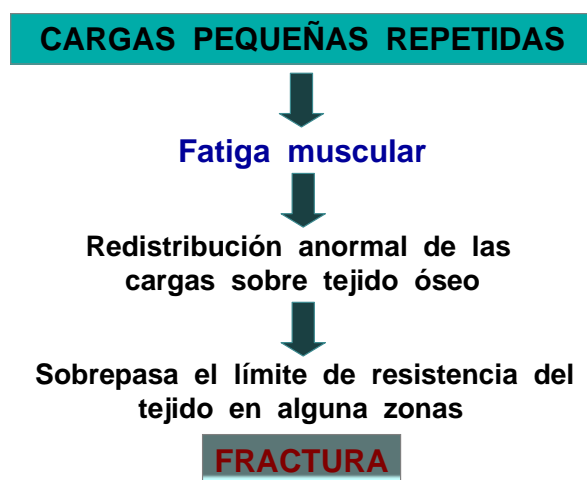 CARGAS PEQUEÑAS REPETIDAS
Fatiga muscular
Redistribución anormal de las
cargas sobre tejido óseo
Sobrepasa el límite de resistencia del
tejido en alguna zonas
FRACTURA